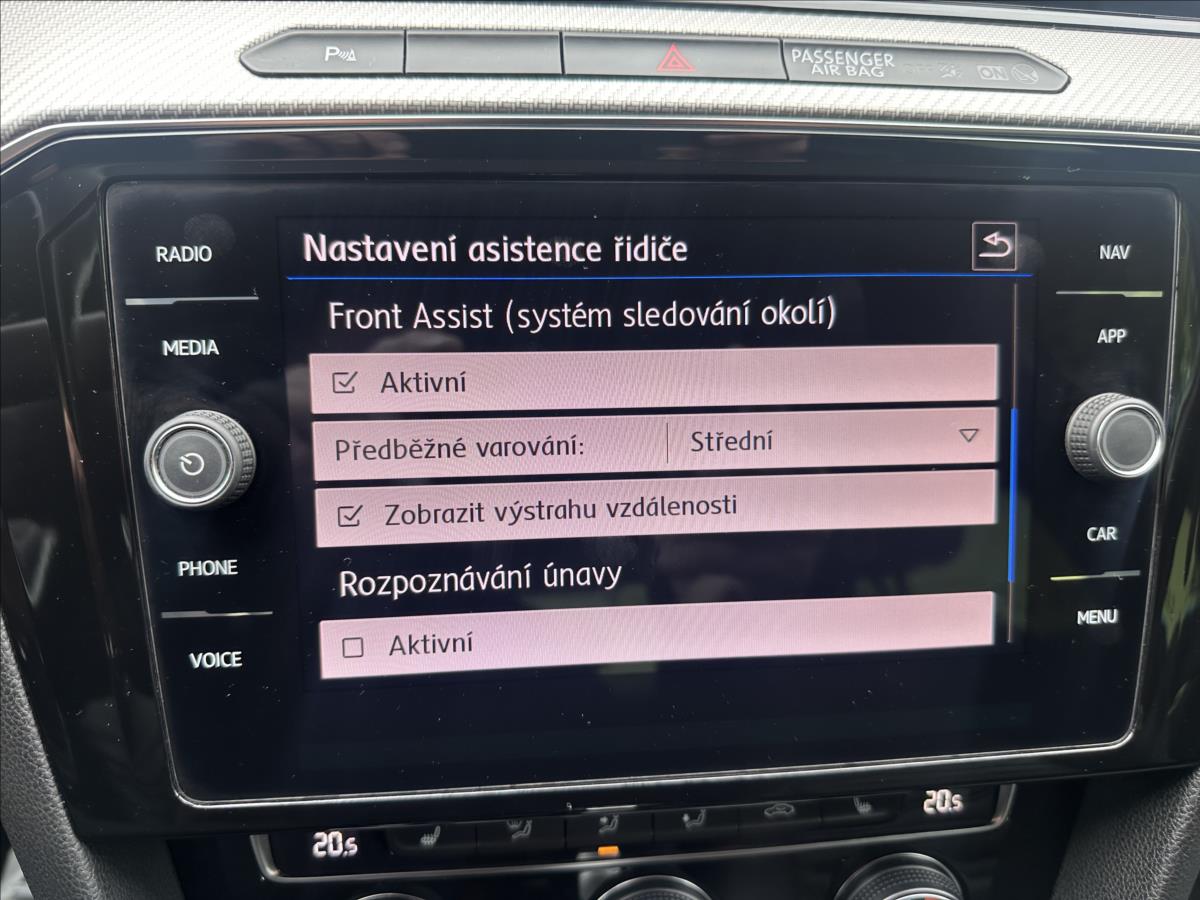 P
PASSENGER
AIR BAG
ON
RADIO
MEDIA
PHONE
VOICE
Nastavení asistence řidiče
Front Assist (systém sledování okolí)
Aktivní
Předběžné varování: Střední
Zobrazit výstrahu vzdálenosti
Rozpoznávání únavy
Aktivní
NAV
APP
CAR
MENU
20.5
20.5